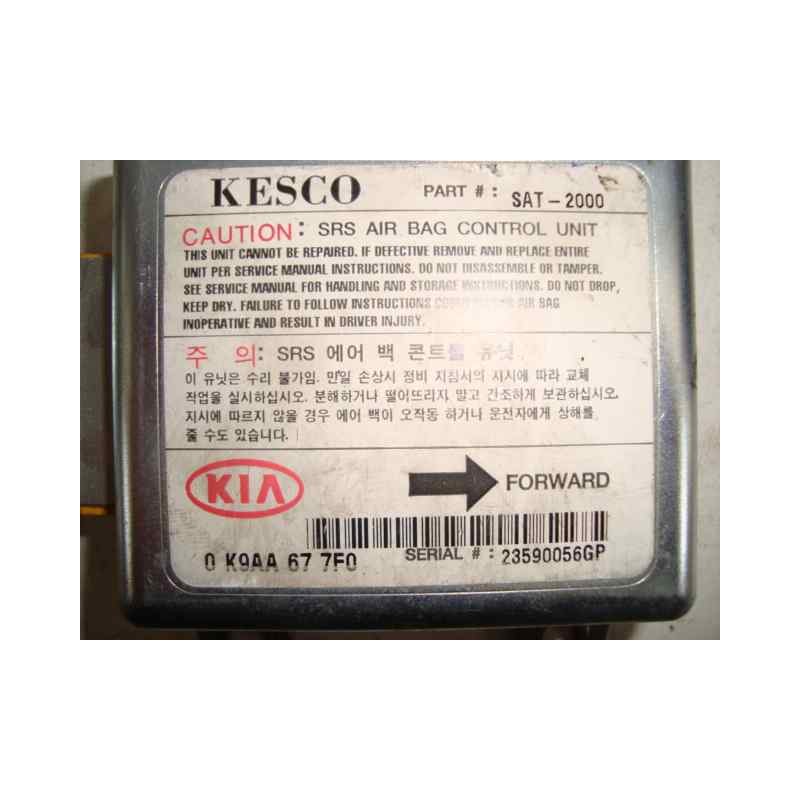 KESCO PART # : SAT-2000
CAUTION: SRS AIR BAG CONTROL UNIT
THIS UNIT CANNOT BE REPAIRED. IF DEFECTIVE REMOVE AND REPLACE ENTIRE
UNIT PER SERVICE MANUAL INSTRUCTIONS. DO NOT DISASSEMBLE OR TAMPER.
SEE SERVICE MANUAL FOR HANDLING AND STORAGE INSTRUCTIONS. DO NOT DROP,
KEEP DRY. FAILURE TO FOLLOW INSTRUCTIONS COULD AIR BAG
INOPERATIVE AND RESULT IN DRIVER INJURY.
주 의: SRS 에어 백 콘트롤 유닛
이 유닛은 수리 불가임. 만일 손상시 정비 지침서의 지시에 따라 교체
작업을 실시하십시오. 분해하거나 떨어뜨리지 말고 건조하게 보관하십시오.
지시에 따르지 않을 경우 에어 백이 오작동 하거나 운전자에게 상해를
줄 수도 있습니다.
KIA FORWARD
0 K9AA 67 7F0 SERIAL # : 23590056GP